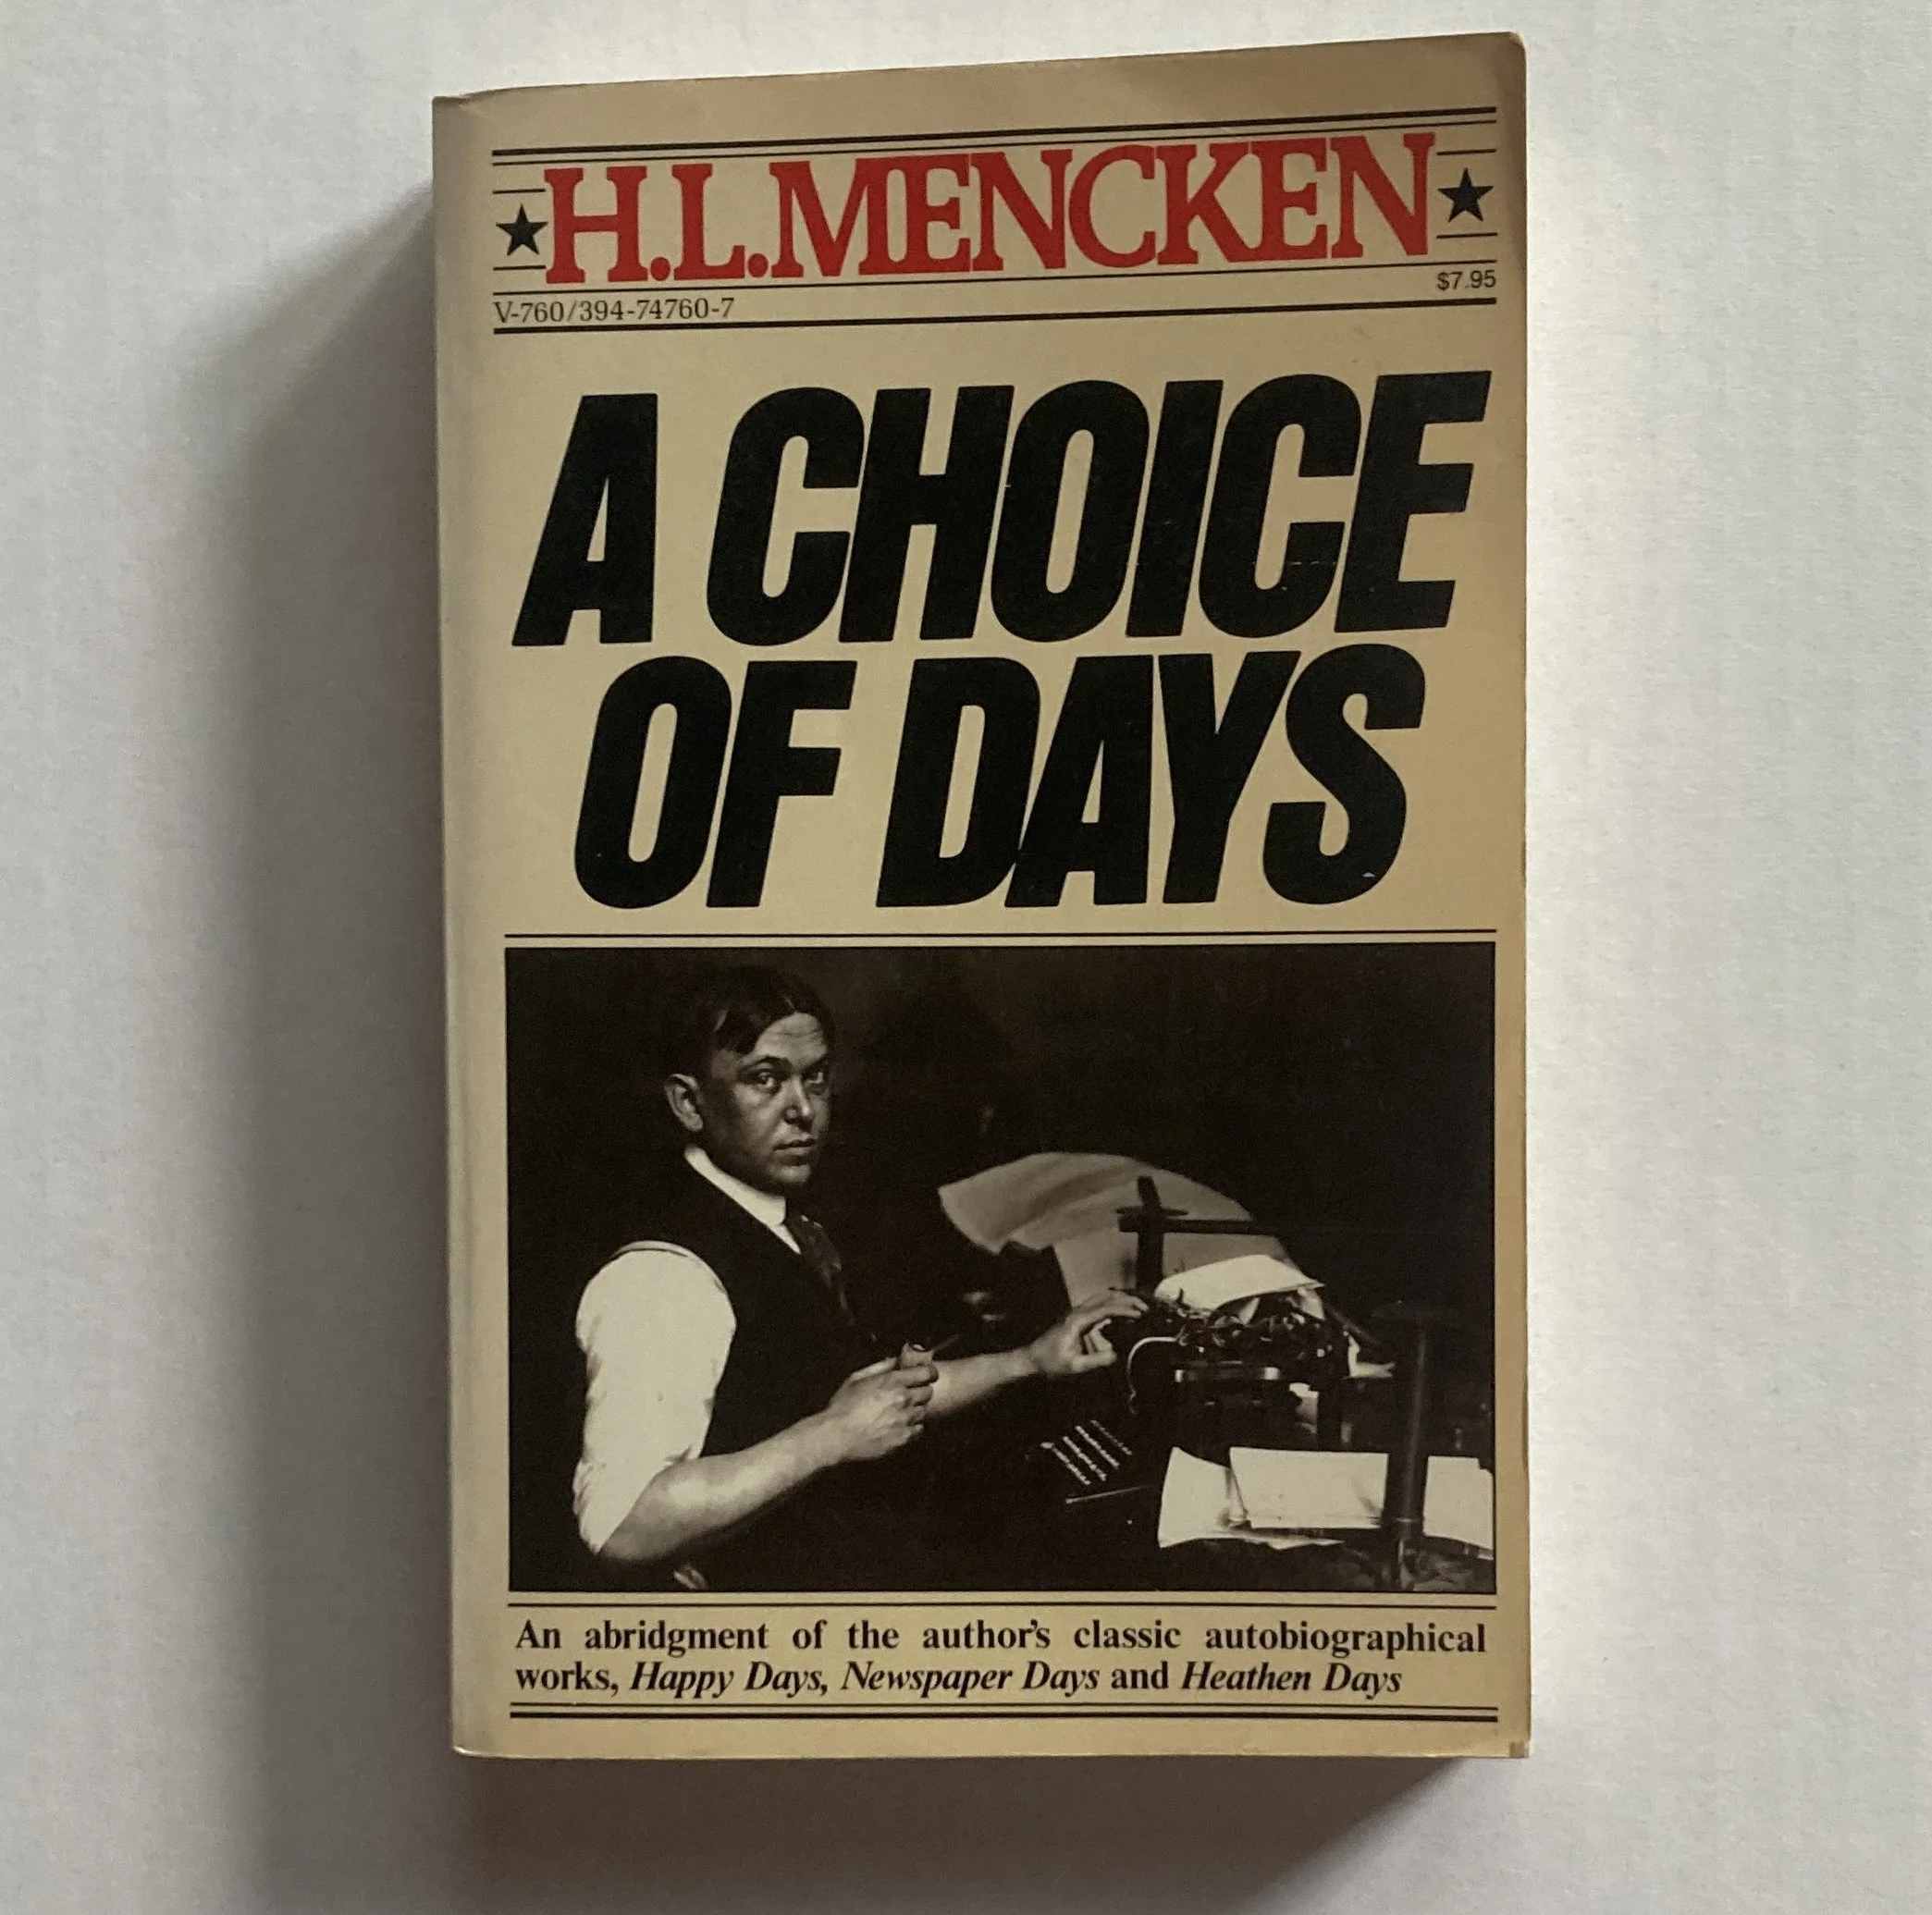 H.L.MENCKEN
$7.95
V-760/394-74760-7
A CHOICE
OF DAYS
An abridgment of the author's classic autobiographical
works, Happy Days, Newspaper Days and Heathen Days